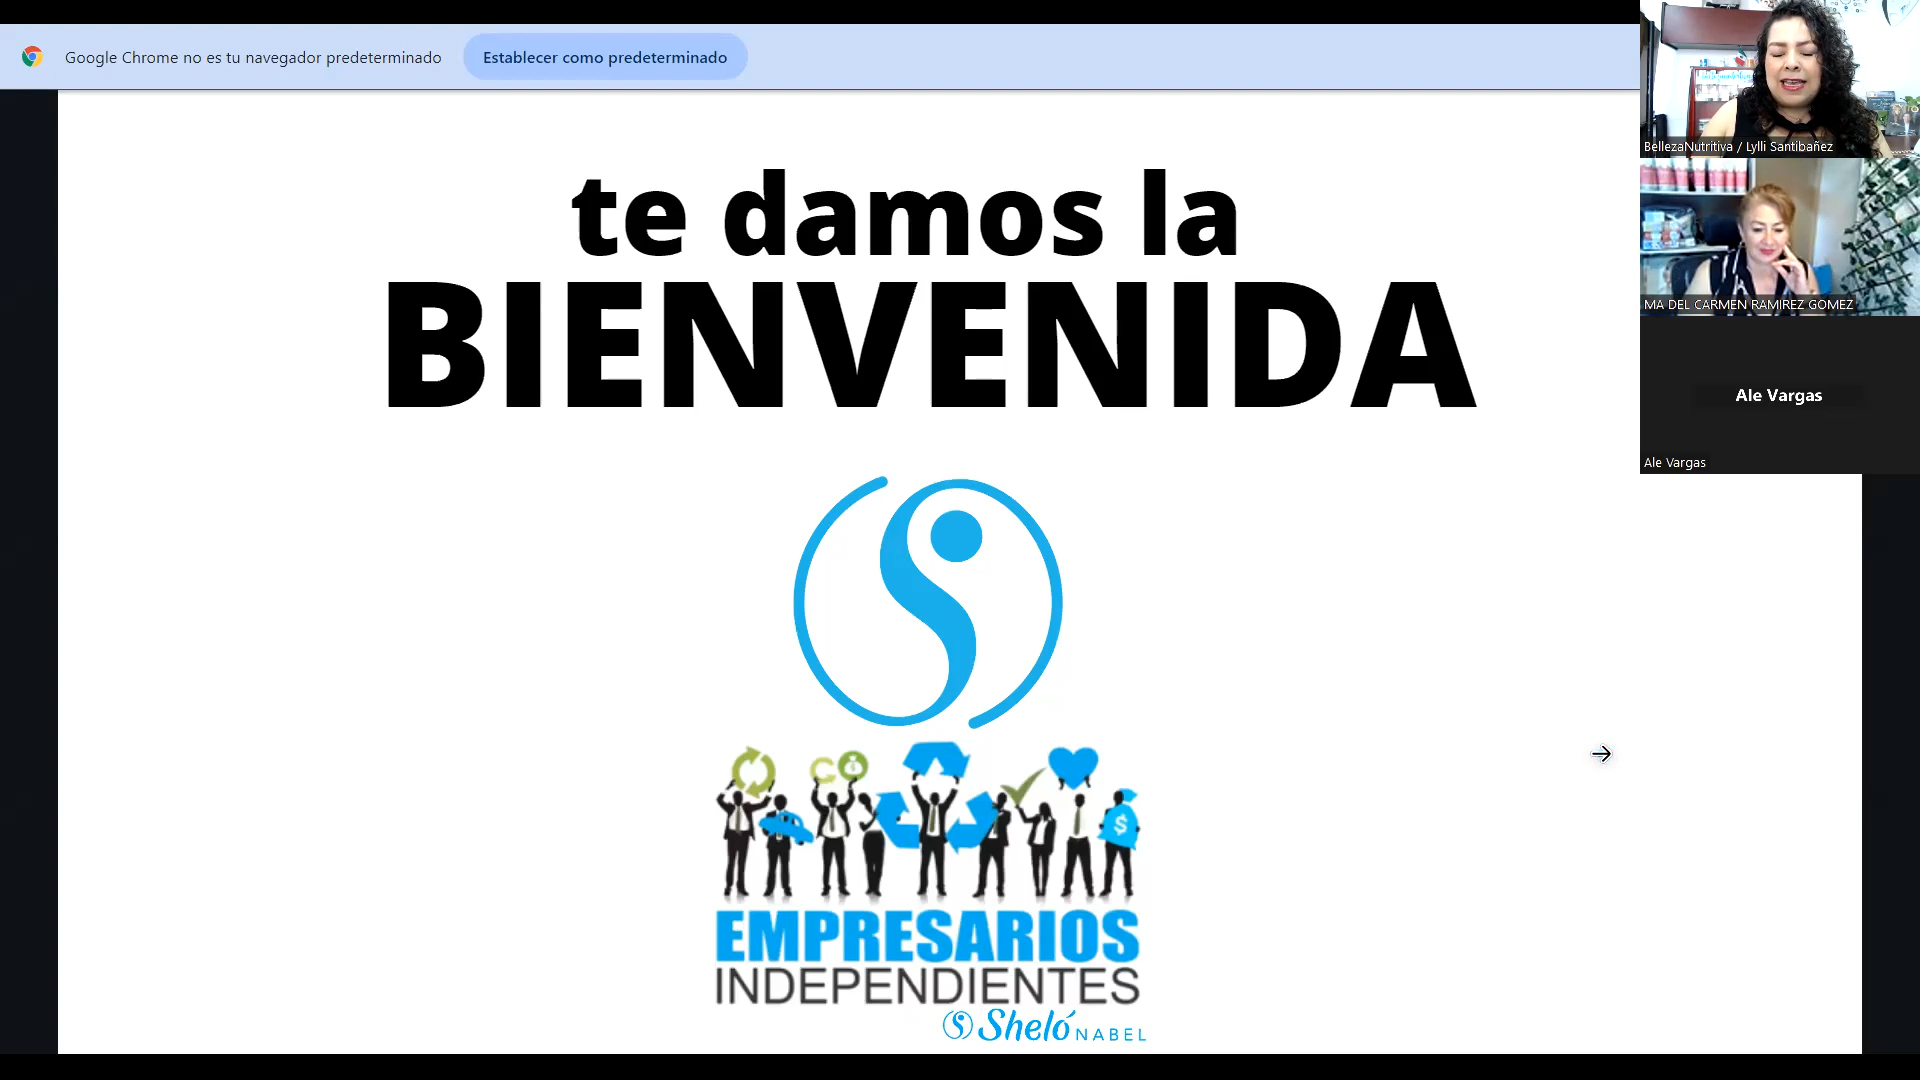 Google Chrome no es tu navegador predeterminado
Establecer como predeterminado
te damos la
BIENVENIDA
EMPRESARIOS
INDEPENDIENTES
Sheló NABEL
BellezaNutritiva / Lylli Santibañez
MA DEL CARMEN RAMIREZ GOMEZ
Ale Vargas
Ale Vargas